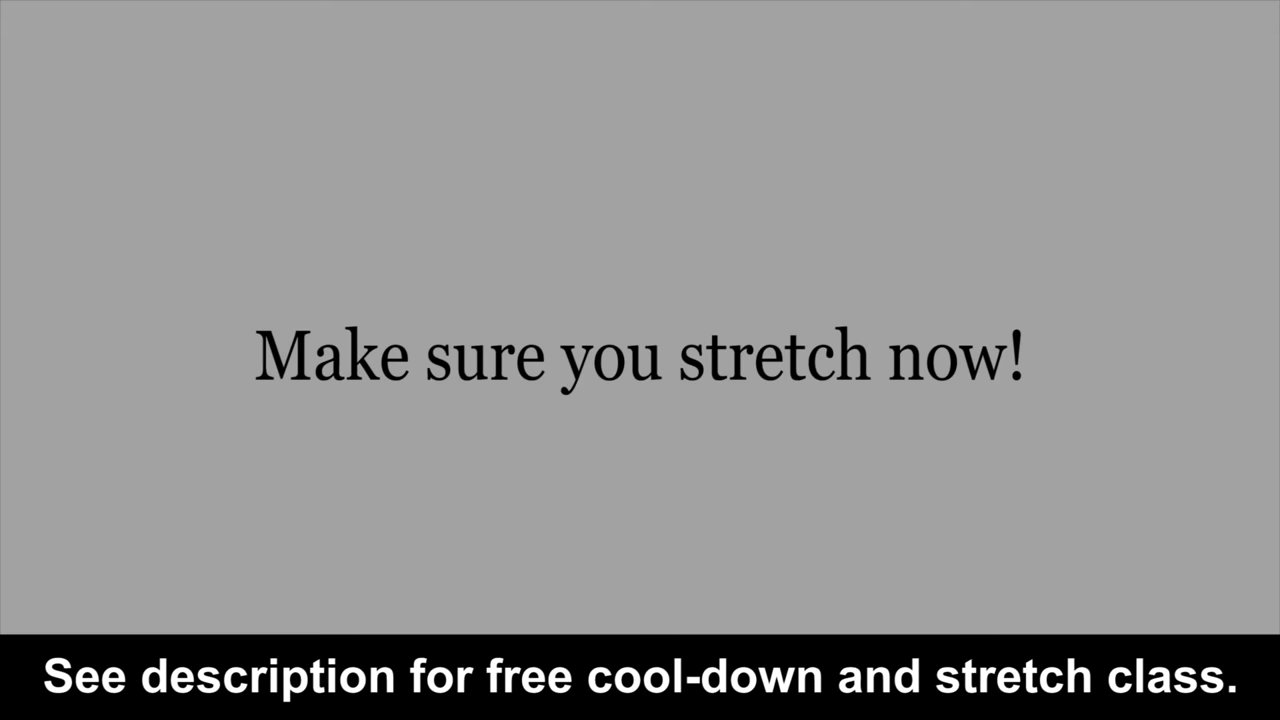 Make sure you stretch now!
See description for free cool-down and stretch class.